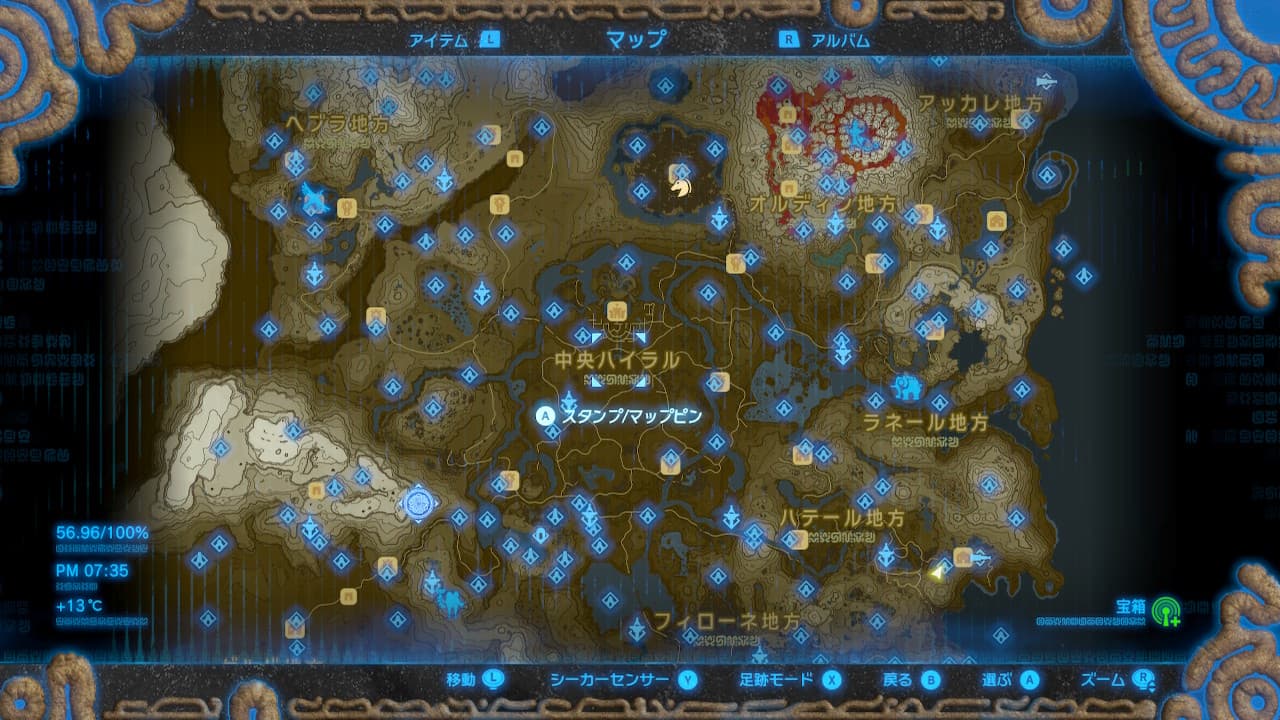 アイテム L
マップ
R アルバム
ヘブラ地方
アッカレ地方
オルディン地方
中央ハイラル
A スタンプ/マップピン
ラネール地方
ハテール地方
フィローネ地方
56.96/100%
PM 07:35
+13℃
宝箱
移動 L
シーカーセンサー Y
足跡モード X
戻る B
選ぶ A
ズーム R